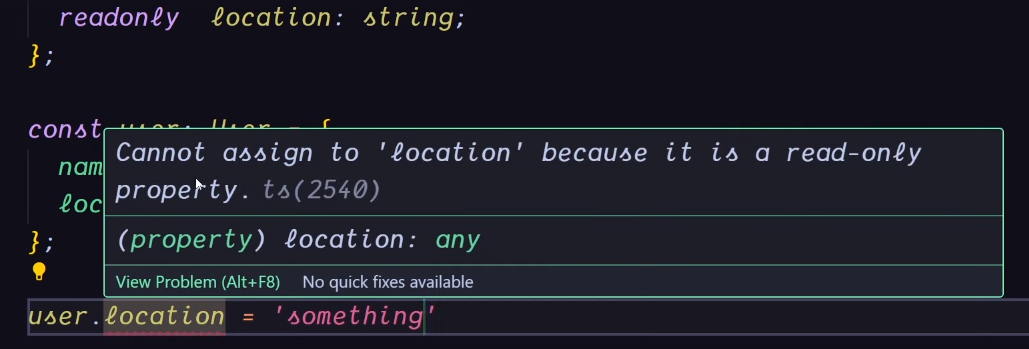 readonly location: string;
};
const user: User = {
nam
Cannot assign to 'location' because it is a read-only
property. ts(2540)
loc
(property) location: any
};
View Problem (Alt+F8) No quick fixes available
user.location = 'something'